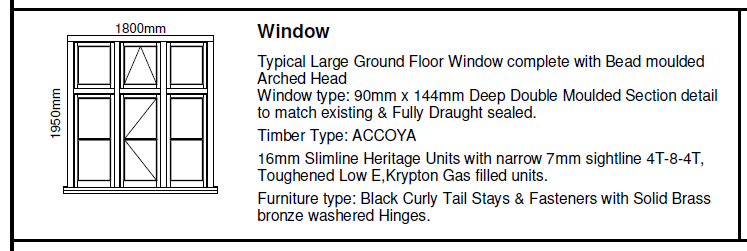 1800mm
1950mm
Window
Typical Large Ground Floor Window complete with Bead moulded
Arched Head
Window type: 90mm x 144mm Deep Double Moulded Section detail
to match existing & Fully Draught sealed.
Timber Type: ACCOYA
16mm Slimline Heritage Units with narrow 7mm sightline 4T-8-4T,
Toughened Low E,Krypton Gas filled units.
Furniture type: Black Curly Tail Stays & Fasteners with Solid Brass
bronze washered Hinges.